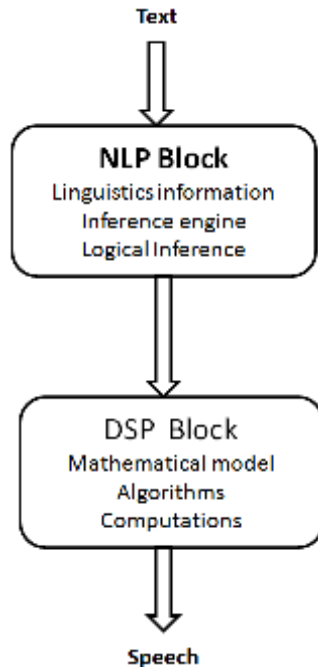 Text
NLP Block
Linguistics information
Inference engine
Logical Inference
DSP Block
Mathematical model
Algorithms
Computations
Speech